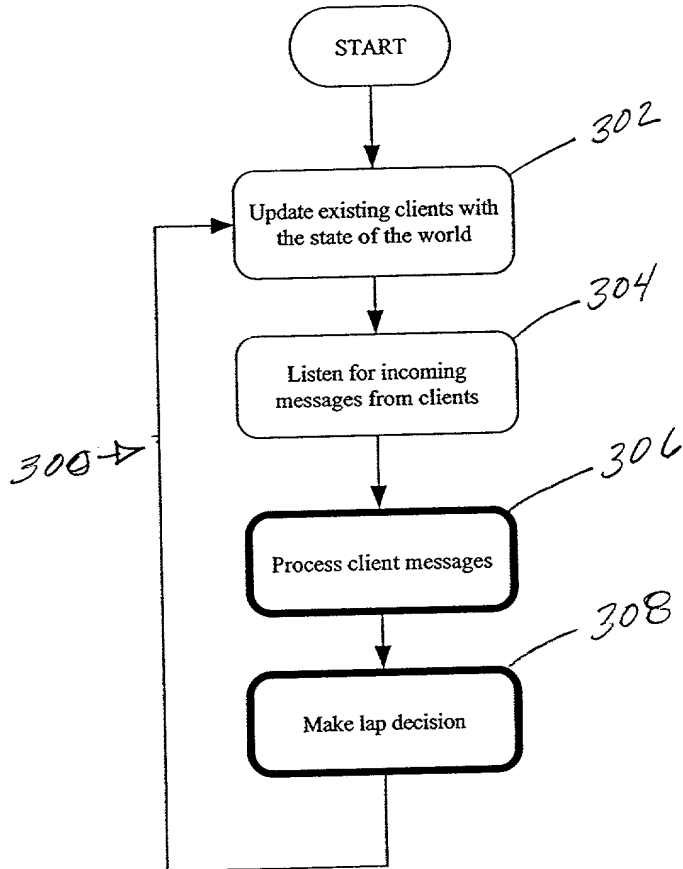 START
302
Update existing clients with
the state of the world
304
Listen for incoming
messages from clients
300
306
Process client messages
308
Make lap decision